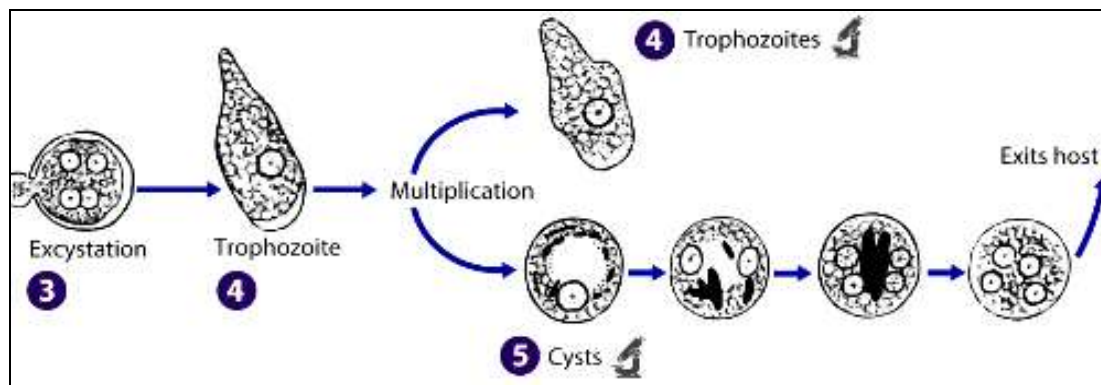 4 Trophozoites
Exits host
Multiplication
Excystation
Trophozoite
3
4
5 Cysts